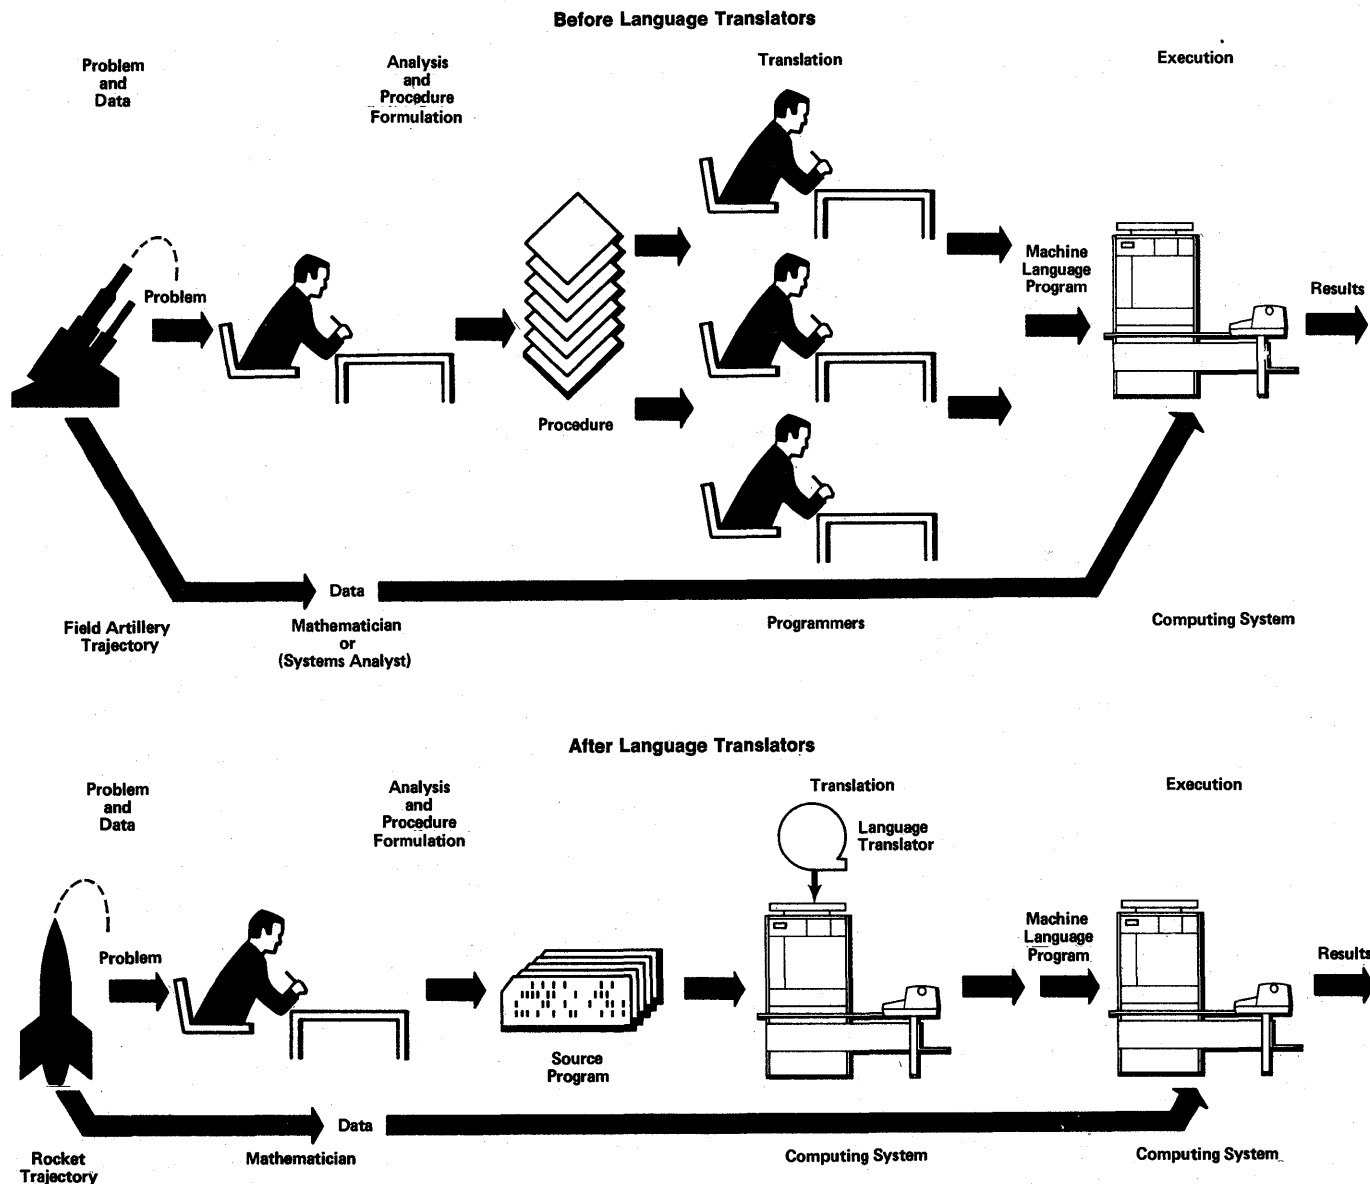 Before Language Translators
Problem
and
Data
Analysis
and
Procedure
Formulation
Translation
Execution
Problem
Procedure
Machine
Language
Program
Results
Data
Field Artillery
Trajectory
Mathematician
or
(Systems Analyst)
Programmers
Computing System
After Language Translators
Problem
and
Data
Analysis
and
Procedure
Formulation
Translation
Execution
Language
Translator
Problem
Source
Program
Machine
Language
Program
Results
Data
Rocket
Trajectory
Mathematician
Computing System
Computing System